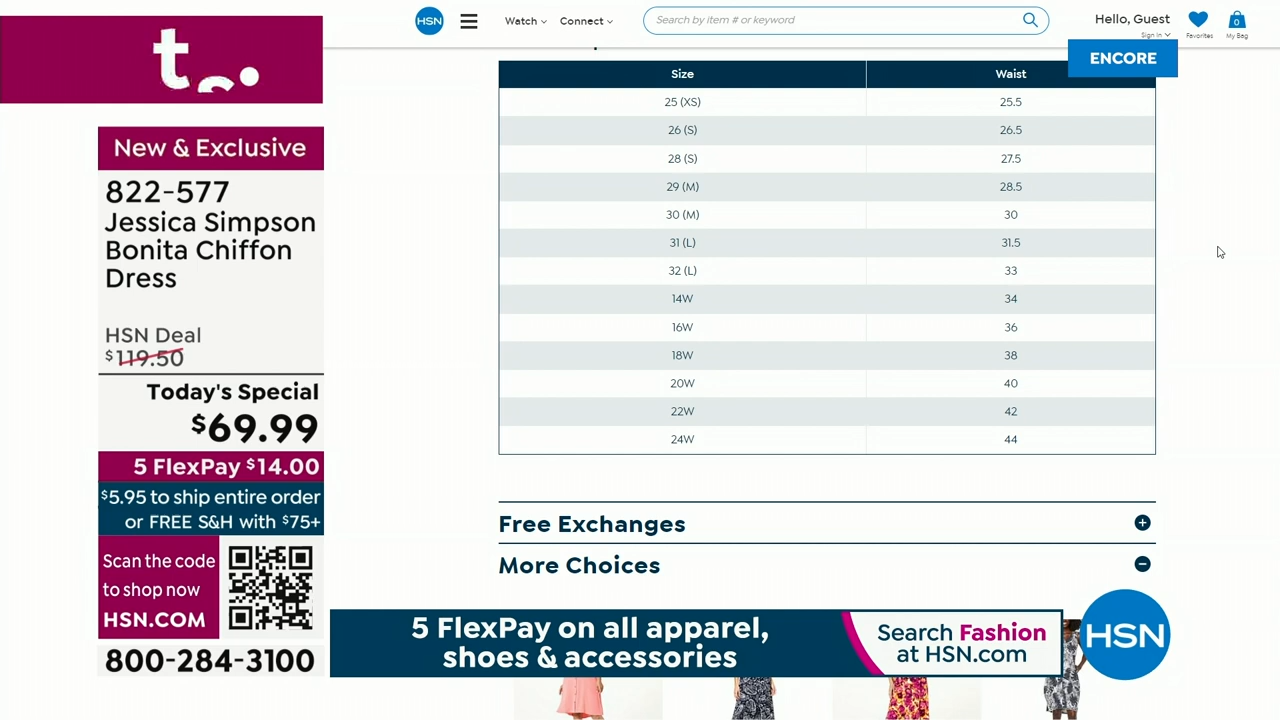 t
HSN
Watch
Connect
Search by item # or keyword
Hello, Guest
Sign in
Favorites
0
My Bag
ENCORE
New & Exclusive
822-577
Jessica Simpson
Bonita Chiffon
Dress
HSN Deal
$119.50
Today's Special
$69.99
5 FlexPay $14.00
$5.95 to ship entire order
or FREE S&H with $75+
Scan the code
to shop now
HSN.COM
800-284-3100
Size Waist
25 (XS) 25.5
26 (S) 26.5
28 (S) 27.5
29 (M) 28.5
30 (M) 30
31 (L) 31.5
32 (L) 33
14W 34
16W 36
18W 38
20W 40
22W 42
24W 44
Free Exchanges
More Choices
5 FlexPay on all apparel,
shoes & accessories
Search Fashion
at HSN.com
HSN